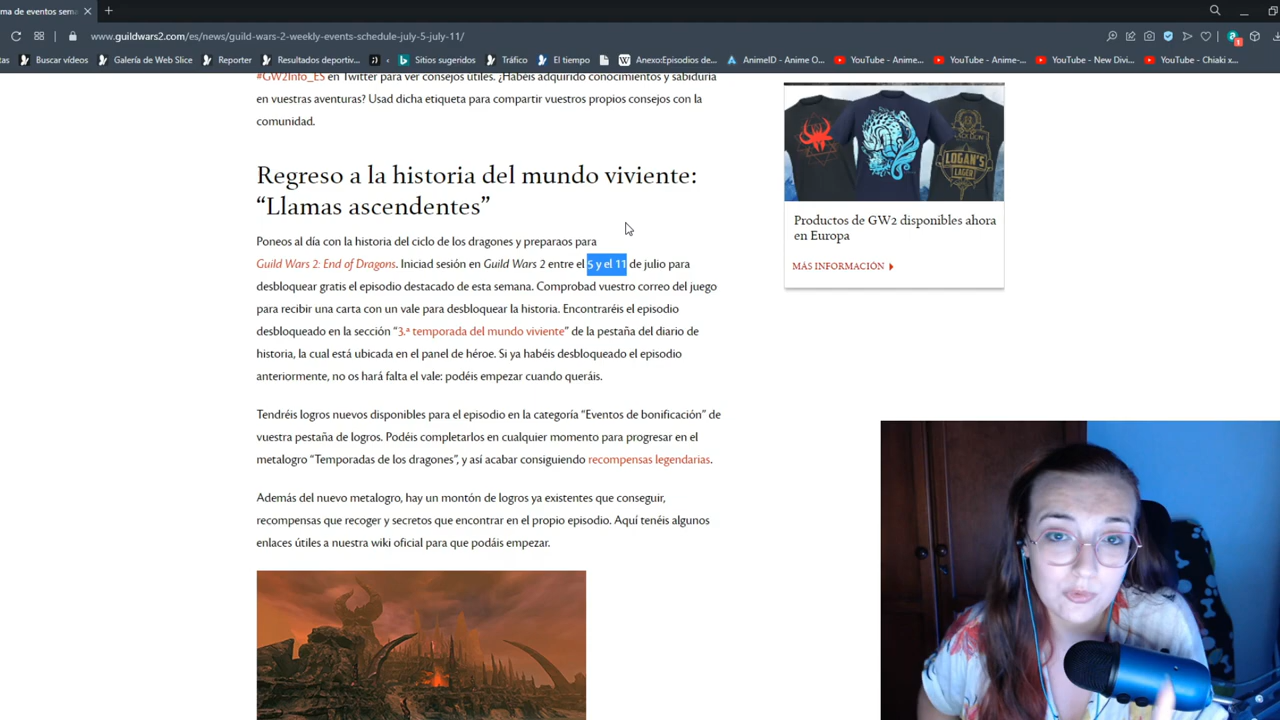 ma de eventos sema
www.guildwars2.com/es/news/guild-wars-2-weekly-events-schedule-july-5-july-11/
tas
Buscar vídeos
Galería de Web Slice
Reporter
Resultados deportiv...
Sitios sugeridos
Tráfico
El tiempo
Anexo:Episodios de...
AnimeID - Anime O...
YouTube - Anime...
YouTube - Anime-...
YouTube - New Divi...
YouTube - Chiaki x...
#GW2Info_ES en Twitter para ver consejos útiles. ¿Habéis adquirido conocimientos y sabiduría
en vuestras aventuras? Usad dicha etiqueta para compartir vuestros propios consejos con la
comunidad.
Regreso a la historia del mundo viviente:
“Llamas ascendentes”
Poneos al día con la historia del ciclo de los dragones y preparaos para
Guild Wars 2: End of Dragons. Iniciad sesión en Guild Wars 2 entre el 5 y el 11 de julio para
desbloquear gratis el episodio destacado de esta semana. Comprobad vuestro correo del juego
para recibir una carta con un vale para desbloquear la historia. Encontraréis el episodio
desbloqueado en la sección “3.ª temporada del mundo viviente” de la pestaña del diario de
historia, la cual está ubicada en el panel de héroe. Si ya habéis desbloqueado el episodio
anteriormente, no os hará falta el vale: podéis empezar cuando queráis.
Tendréis logros nuevos disponibles para el episodio en la categoría “Eventos de bonificación” de
vuestra pestaña de logros. Podéis completarlos en cualquier momento para progresar en el
metalogro “Temporadas de los dragones”, y así acabar consiguiendo recompensas legendarias.
Además del nuevo metalogro, hay un montón de logros ya existentes que conseguir,
recompensas que recoger y secretos que encontrar en el propio episodio. Aquí tenéis algunos
enlaces útiles a nuestra wiki oficial para que podáis empezar.
LOGAN'S
LAGER
Productos de GW2 disponibles ahora
en Europa
MÁS INFORMACIÓN